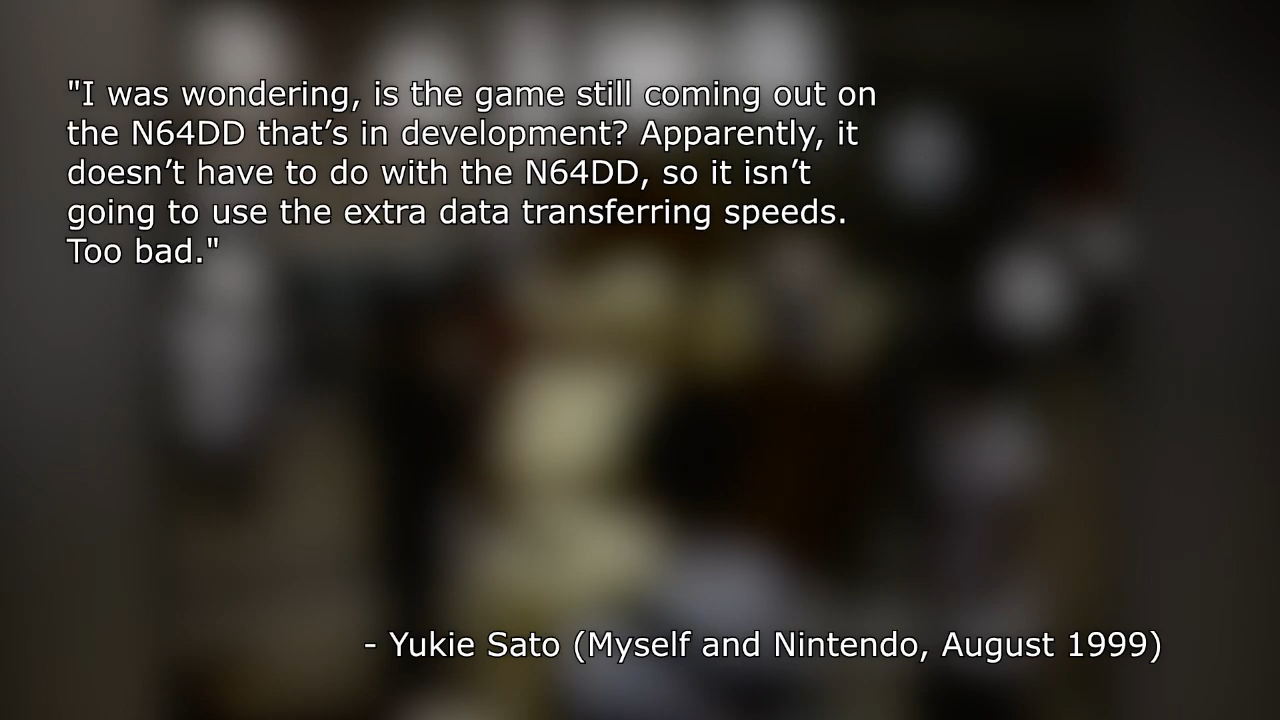 "I was wondering, is the game still coming out on
the N64DD that’s in development? Apparently, it
doesn’t have to do with the N64DD, so it isn’t
going to use the extra data transferring speeds.
Too bad."
- Yukie Sato (Myself and Nintendo, August 1999)